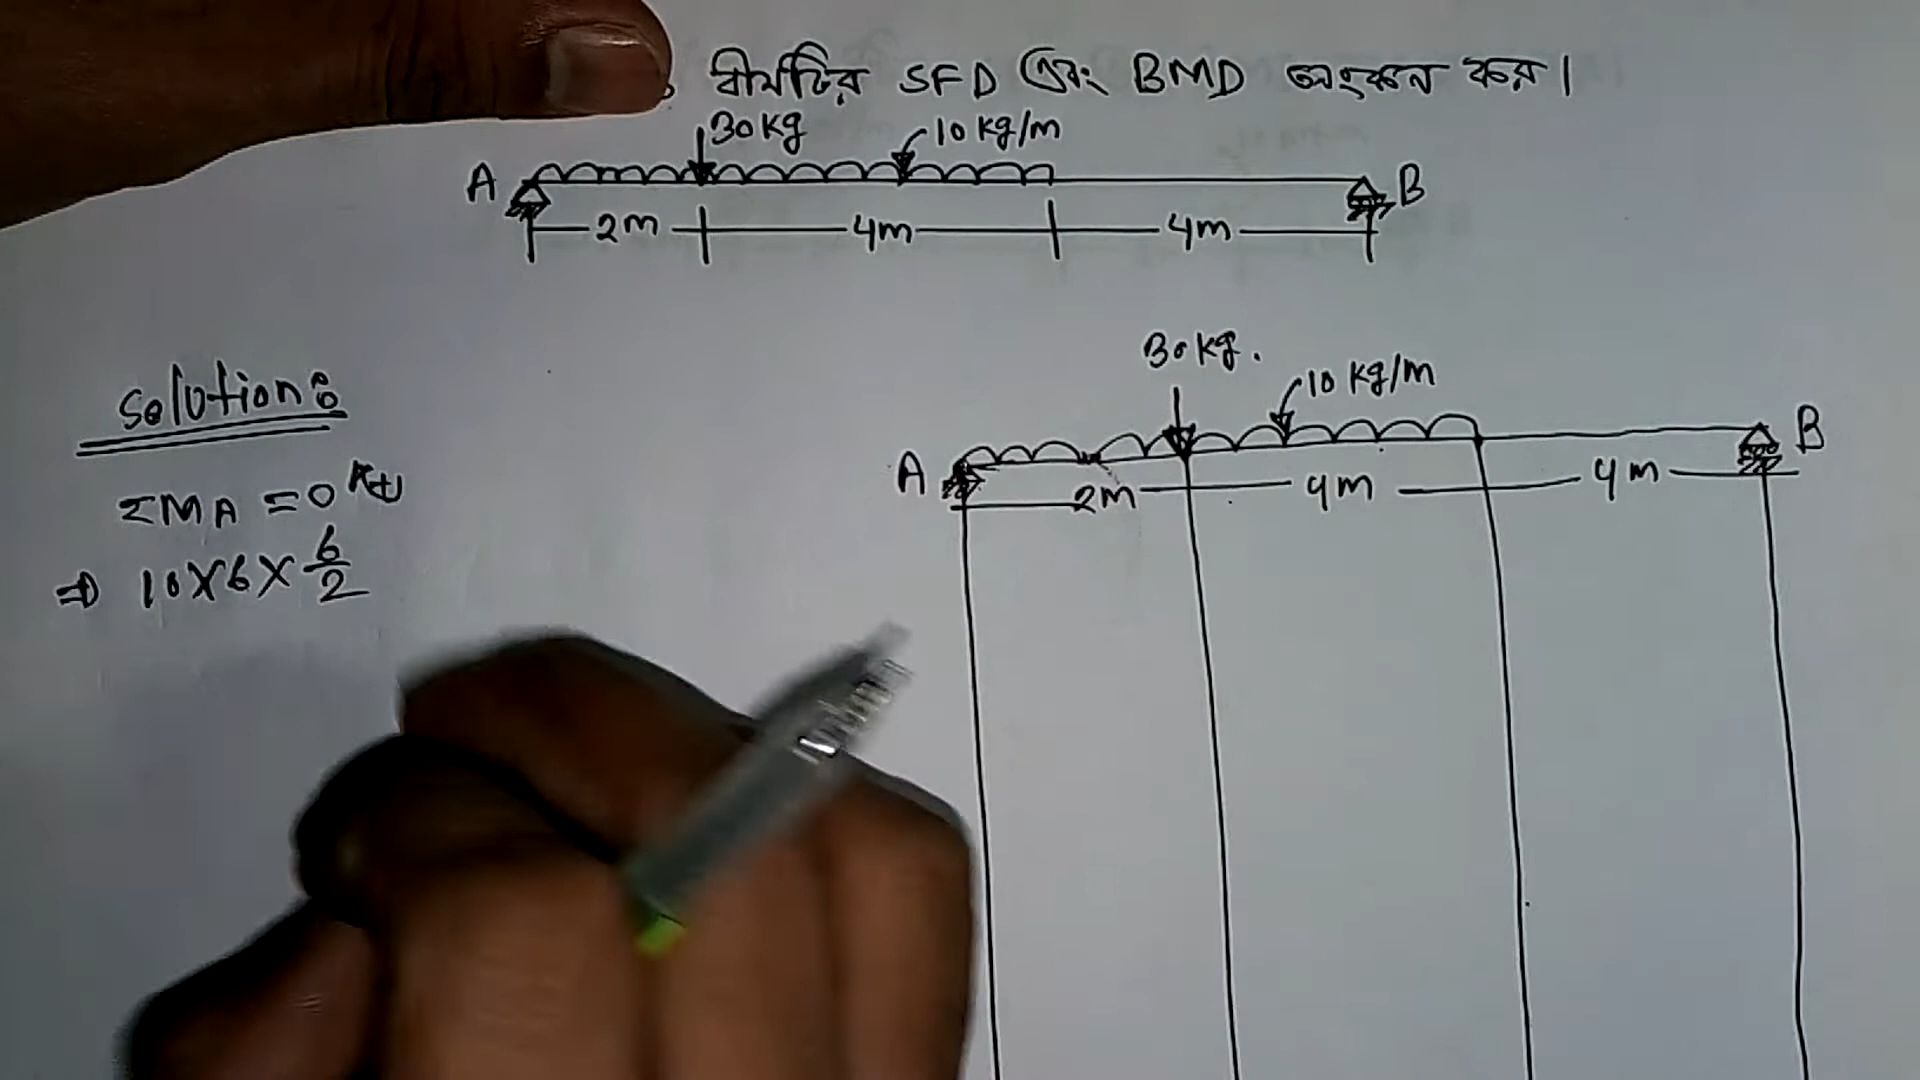 বীমটির SFD এবং BMD অংকন কর।
30kg 10 kg/m
A B
2m 4m 4m
Solution:
30kg.
10 kg/m
A B
2m 4m 4m
ΣMA = 0
⇒ 10×6×6/2